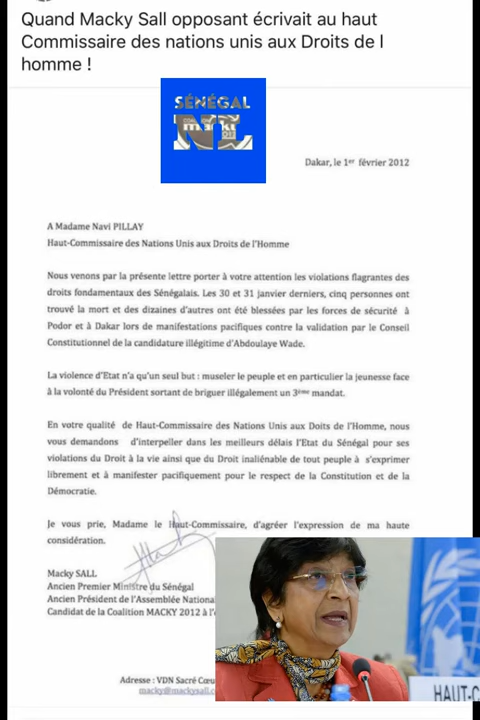 Quand Macky Sall opposant écrivait au haut
Commissaire des nations unis aux Droits de l
homme !
SÉNÉGAL
NL
Dakar, le 1er février 2012
A Madame Navi PILLAY
Haut-Commissaire des Nations Unis aux Droits de l'Homme
Nous venons par la présente lettre porter à votre attention les violations flagrantes des
droits fondamentaux des Sénégalais. Les 30 et 31 janvier derniers, cinq personnes ont
trouvé la mort et des dizaines d'autres ont été blessées par les forces de sécurité à
Podor et à Dakar lors de manifestations pacifiques contre la validation par le Conseil
Constitutionnel de la candidature illégitime d'Abdoulaye Wade.
La violence d'Etat n'a qu'un seul but : museler le peuple et en particulier la jeunesse face
à la volonté du Président sortant de briguer illégalement un 3ème mandat.
En votre qualité de Haut-Commissaire des Nations Unis aux Doits de l'Homme, nous
vous demandons d'interpeller dans les meilleurs délais l'Etat du Sénégal pour ses
violations du Droit à la vie ainsi que du Droit inaliénable de tout peuple à s'exprimer
librement et à manifester pacifiquement pour le respect de la Constitution et de la
Démocratie.
Je vous prie, Madame le Haut-Commissaire, d'agréer l'expression de ma haute
considération.
Macky SALL
Ancien Premier Ministre du Sénégal
Ancien Président de l'Assemblée Nationa
Candidat de la Coalition MACKY 2012 à l'
Adresse : VDN Sacré Cœu
macky@mackysall.c
HAUT-C